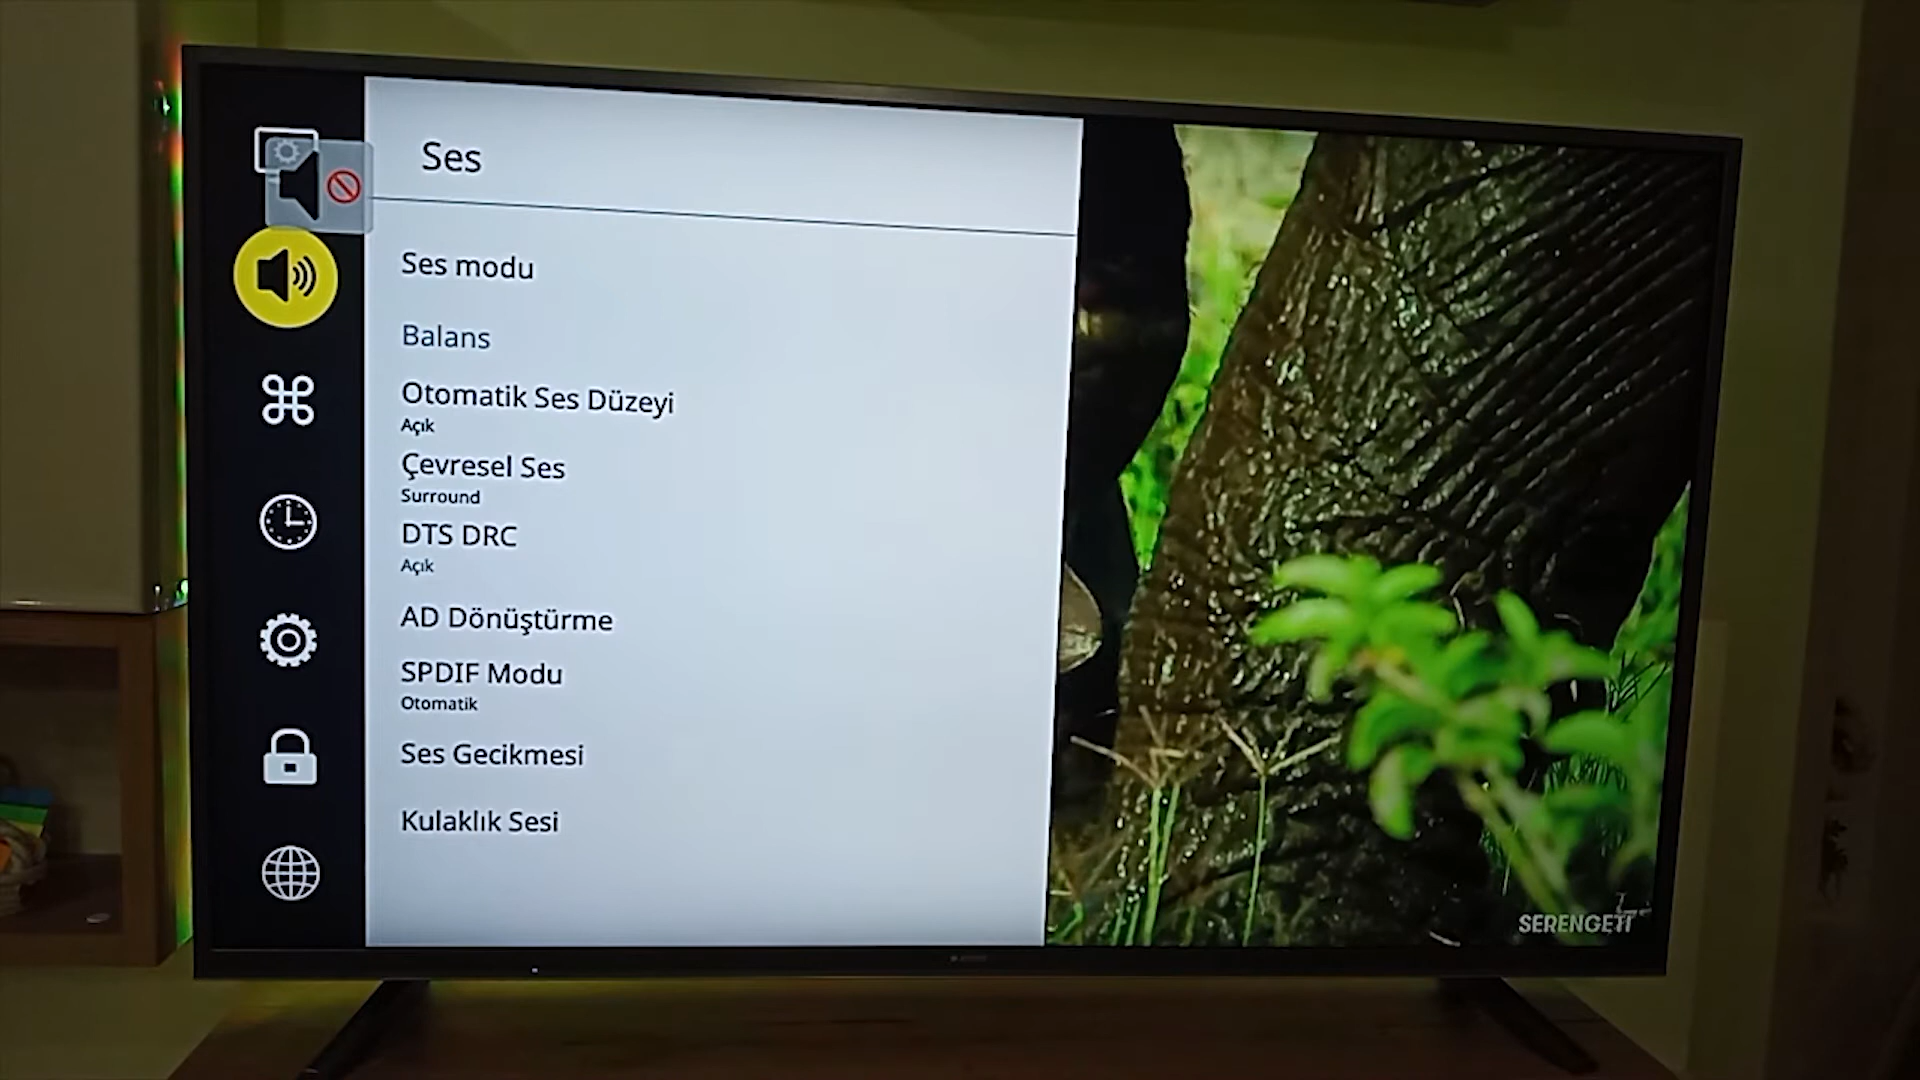 Ses
Ses modu
Balans
Otomatik Ses Düzeyi
Açık
Çevresel Ses
Surround
DTS DRC
Açık
AD Dönüştürme
SPDIF Modu
Otomatik
Ses Gecikmesi
Kulaklık Sesi
SERENGETI